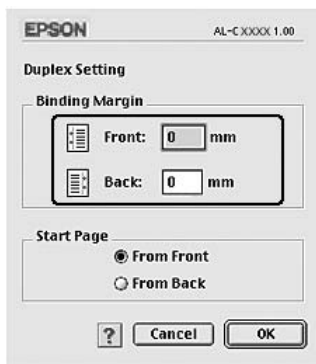 EPSON
AL-CXXXX 1.00
Duplex Setting
Binding Margin
Front: 0 mm
Back: 0 mm
Start Page
From Front
From Back
? Cancel OK